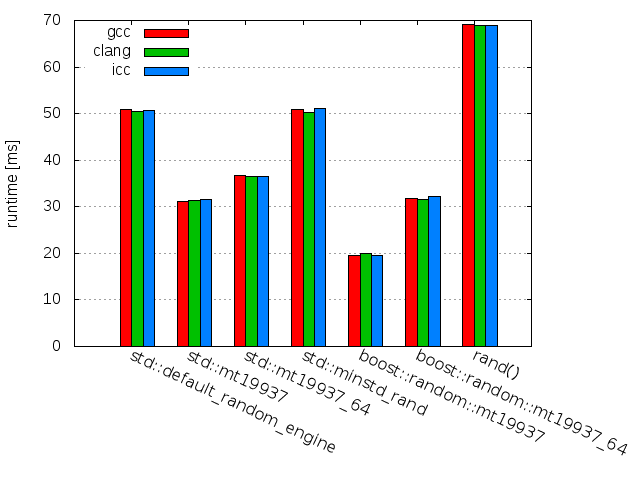 70
60
50
40
30
20
10
0
runtime [ms]
gcc
clang
icc
std::default_random_engine
std::mt19937
std::mt19937_64
std::minstd_rand
boost::random::mt19937
boost::random::mt19937_64
rand()